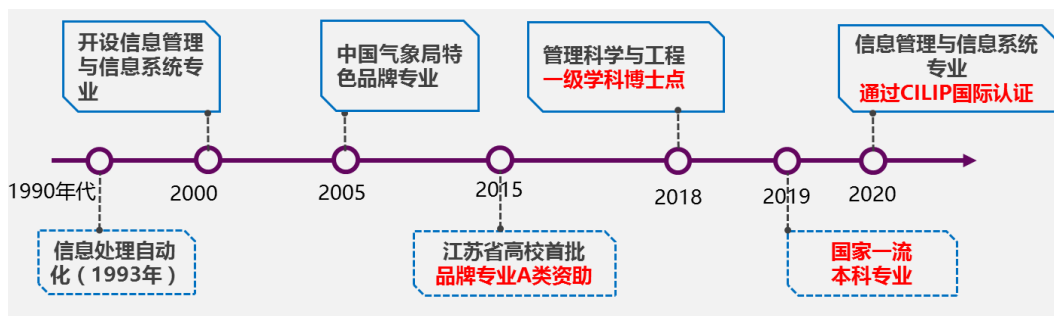 开设信息管理
与信息系统专
业
中国气象局特
色品牌专业
管理科学与工程
一级学科博士点
信息管理与信息系统
专业
通过CILIP国际认证
1990年代
2000
2005
2015
2018
2019
2020
信息处理自动
化（1993年）
江苏省高校首批
品牌专业A类资助
国家一流
本科专业